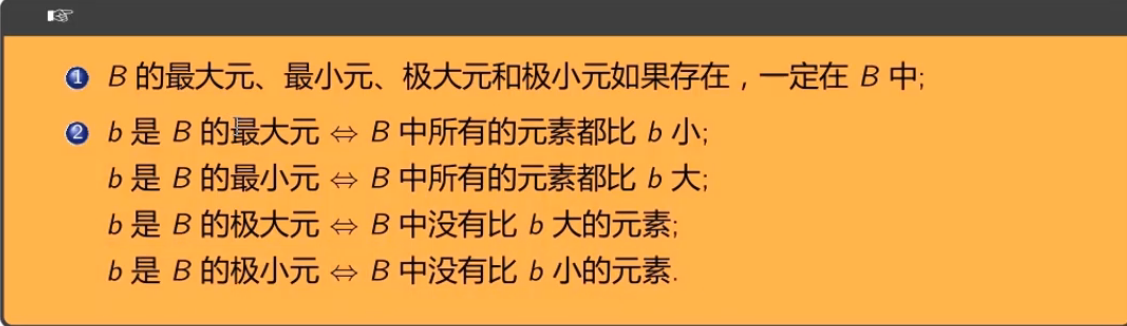 1 B 的最大元、最小元、极大元和极小元如果存在，一定在 B 中;
2 b 是 B 的最大元 ⇔ B 中所有的元素都比 b 小;
b 是 B 的最小元 ⇔ B 中所有的元素都比 b 大;
b 是 B 的极大元 ⇔ B 中没有比 b 大的元素;
b 是 B 的极小元 ⇔ B 中没有比 b 小的元素.